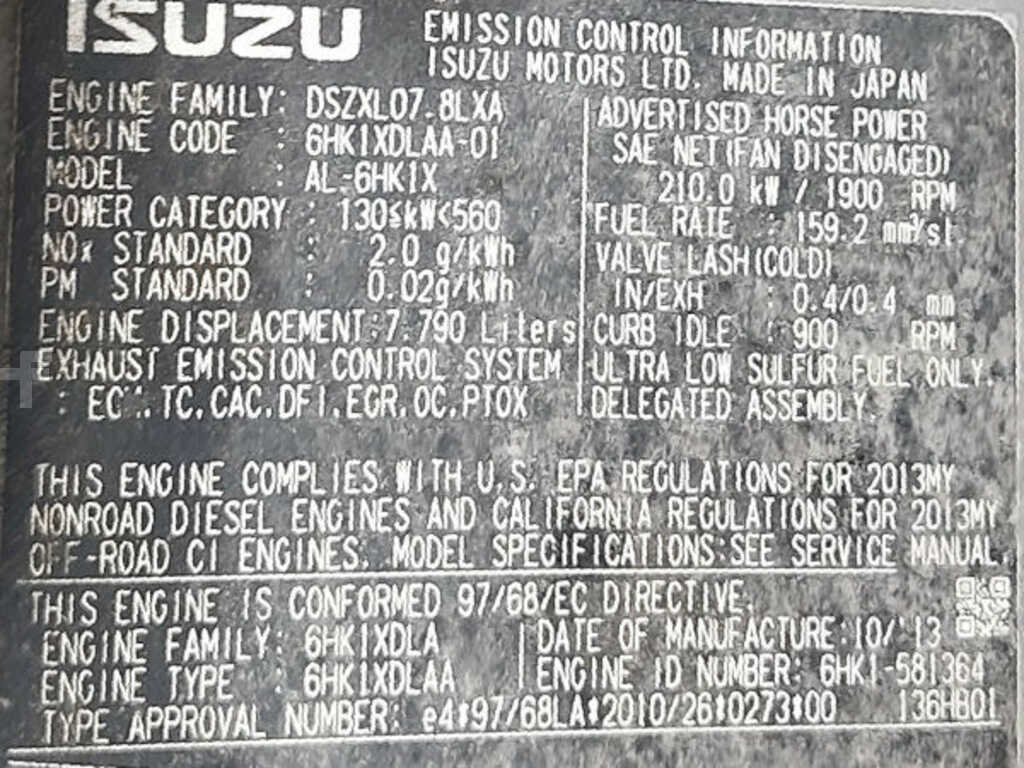 ISUZU
EMISSION CONTROL INFORMATION
ISUZU MOTORS LTD. MADE IN JAPAN
ENGINE FAMILY: DSZXL07.8LXA
ENGINE CODE : 6HK1XDLAA-01
MODEL : AL-6HK1X
POWER CATEGORY : 130≤kW<560
NOx STANDARD : 2.0 g/kWh
PM STANDARD : 0.02g/kWh
ENGINE DISPLACEMENT:7.790 Liters
EXHAUST EMISSION CONTROL SYSTEM
: TC,CAC,DFI,EGR,OC,PTOX
ADVERTISED HORSE POWER
SAE NET(FAN DISENGAGED)
210.0 kW / 1900 RPM
FUEL RATE : 159.2 mm³/st.
VALVE LASH(COLD)
IN/EXH : 0.4/0.4 mm
CURB IDLE : 900 RPM
ULTRA LOW SULFUR FUEL ONLY.
DELEGATED ASSEMBLY.
THIS ENGINE COMPLIES WITH U.S. EPA REGULATIONS FOR 2013MY
NONROAD DIESEL ENGINES AND CALIFORNIA REGULATIONS FOR 2013MY
OFF-ROAD CI ENGINES. MODEL SPECIFICATIONS:SEE SERVICE MANUAL.
THIS ENGINE IS CONFORMED 97/68/EC DIRECTIVE.
ENGINE FAMILY: 6HK1XDLA
ENGINE TYPE : 6HK1XDLAA
DATE OF MANUFACTURE:10/'13
ENGINE ID NUMBER: 6HK1-581364
TYPE APPROVAL NUMBER: e4*97/68LA*2010/26*0273*00 136HB01